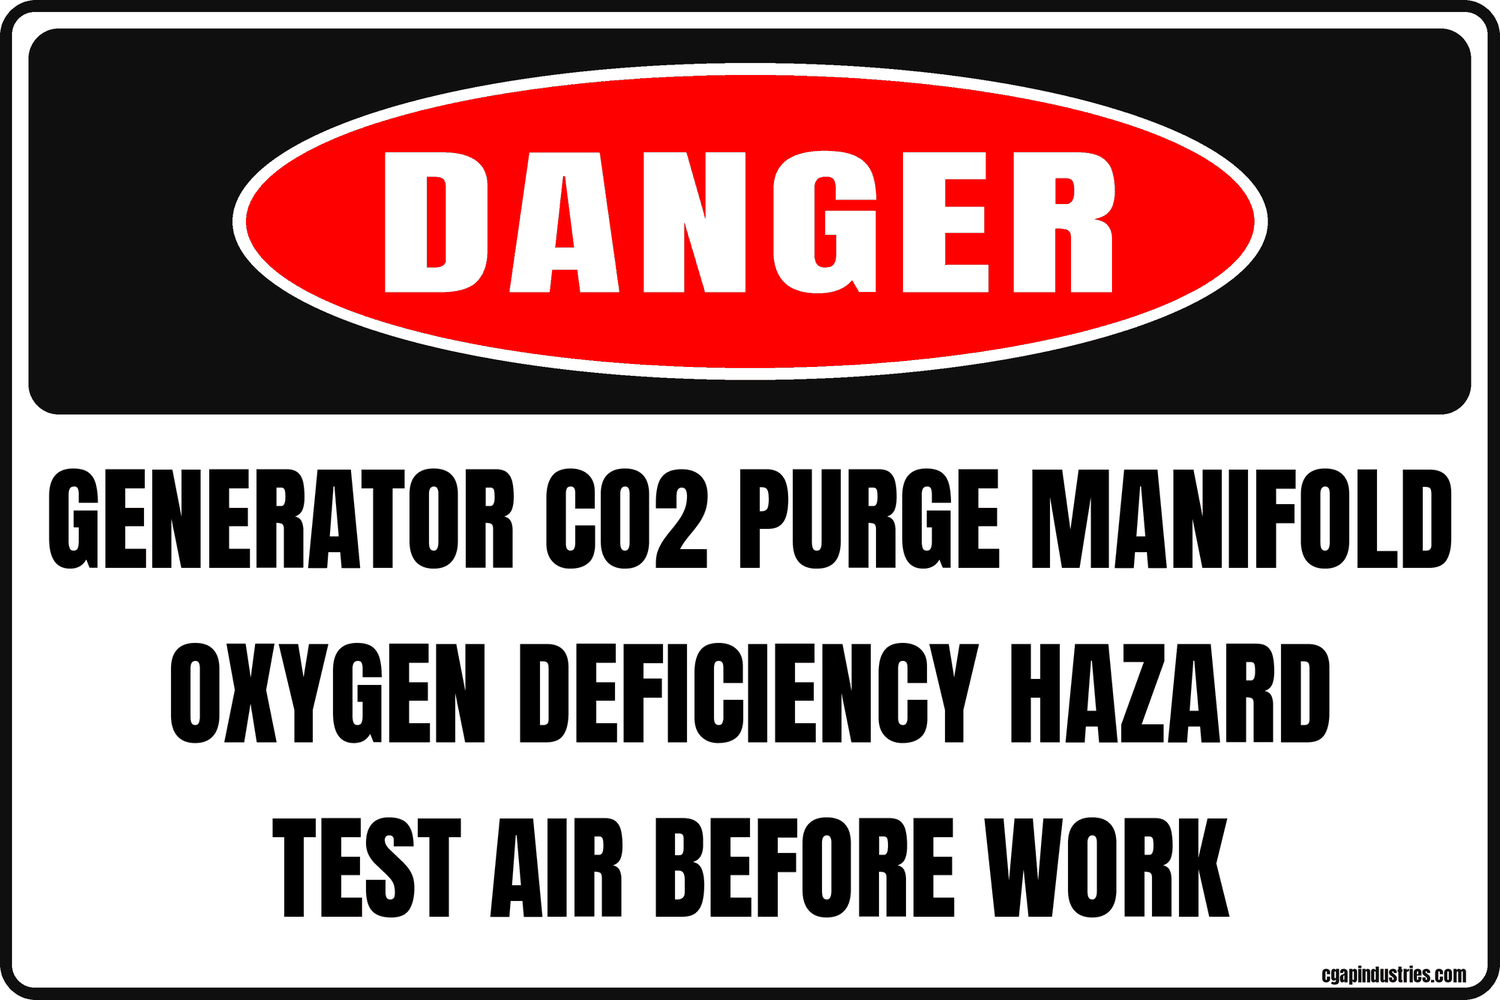 DANGER
GENERATOR CO2 PURGE MANIFOLD
OXYGEN DEFICIENCY HAZARD
TEST AIR BEFORE WORK
cgapindustries.com